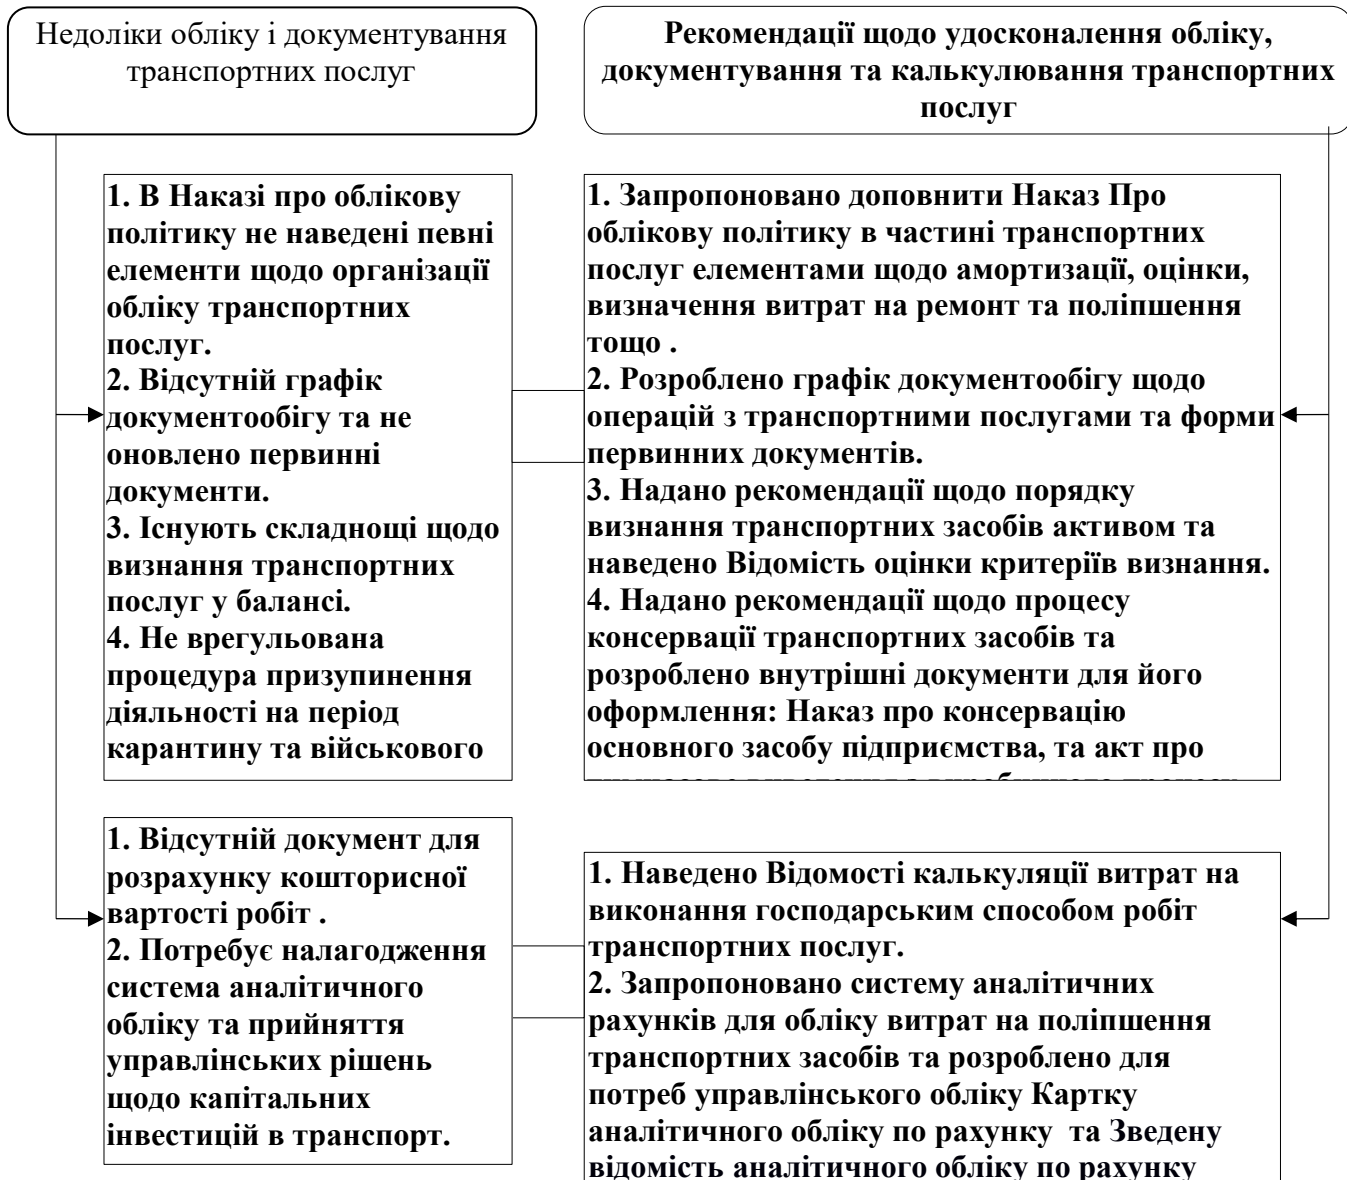 Недоліки обліку і документування
транспортних послуг
Рекомендації щодо удосконалення обліку,
документування та калькулювання транспортних
послуг
1. В Наказі про облікову
політику не наведені певні
елементи щодо організації
обліку транспортних
послуг.
2. Відсутній графік
документообігу та не
оновлено первинні
документи.
3. Існують складнощі щодо
визнання транспортних
послуг у балансі.
4. Не врегульована
процедура призупинення
діяльності на період
карантину та військового
1. Запропоновано доповнити Наказ Про
облікову політику в частині транспортних
послуг елементами щодо амортизації, оцінки,
визначення витрат на ремонт та поліпшення
тощо .
2. Розроблено графік документообігу щодо
операцій з транспортними послугами та форми
первинних документів.
3. Надано рекомендації щодо порядку
визнання транспортних засобів активом та
наведено Відомість оцінки критеріїв визнання.
4. Надано рекомендації щодо процесу
консервації транспортних засобів та
розроблено внутрішні документи для його
оформлення: Наказ про консервацію
основного засобу підприємства, та акт про
1. Відсутній документ для
розрахунку кошторисної
вартості робіт .
2. Потребує налагодження
система аналітичного
обліку та прийняття
управлінських рішень
щодо капітальних
інвестицій в транспорт.
1. Наведено Відомості калькуляції витрат на
виконання господарським способом робіт
транспортних послуг.
2. Запропоновано систему аналітичних
рахунків для обліку витрат на поліпшення
транспортних засобів та розроблено для
потреб управлінського обліку Картку
аналітичного обліку по рахунку та Зведену
відомість аналітичного обліку по рахунку